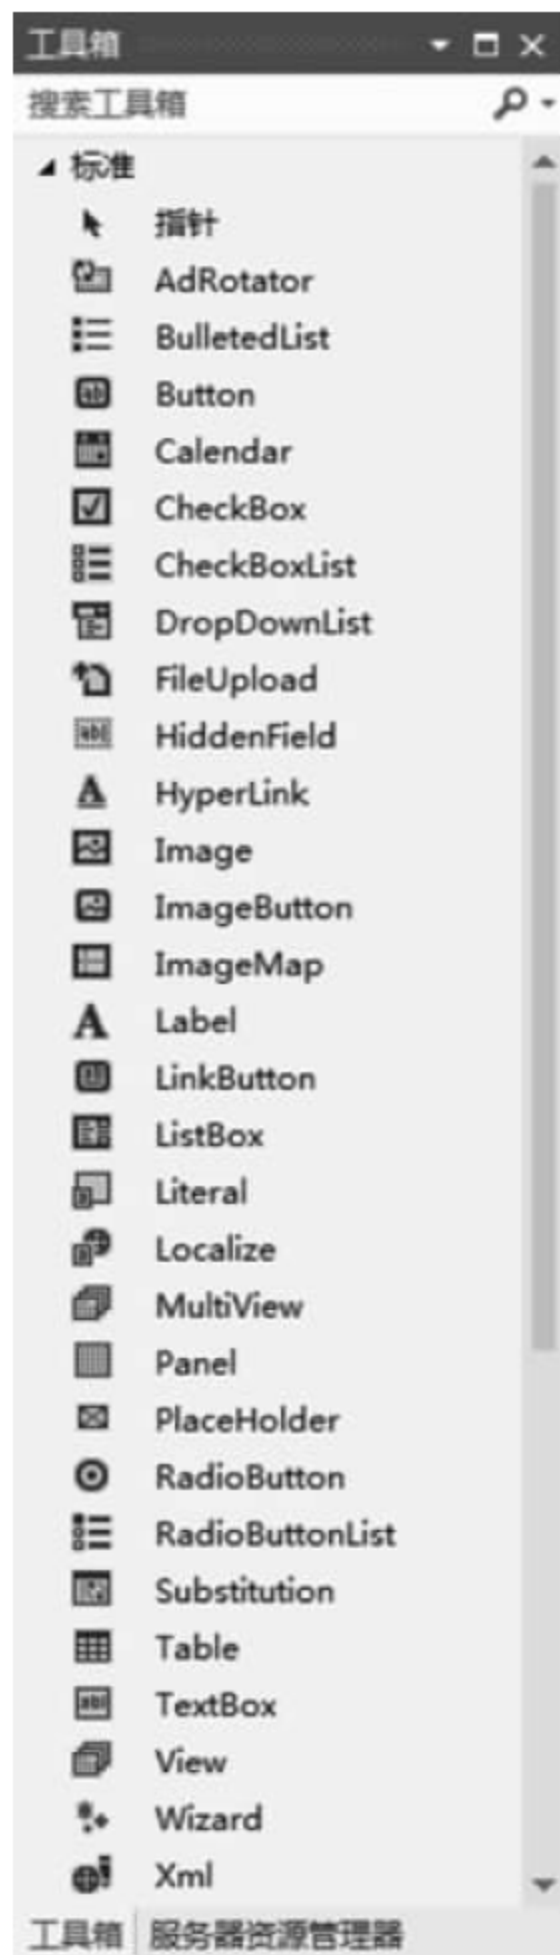 工具箱
搜索工具箱
标准
指针
AdRotator
BulletedList
Button
Calendar
CheckBox
CheckBoxList
DropDownList
FileUpload
HiddenField
HyperLink
Image
ImageButton
ImageMap
Label
LinkButton
ListBox
Literal
Localize
MultiView
Panel
PlaceHolder
RadioButton
RadioButtonList
Substitution
Table
TextBox
View
Wizard
Xml
工具箱 服务器资源管理器